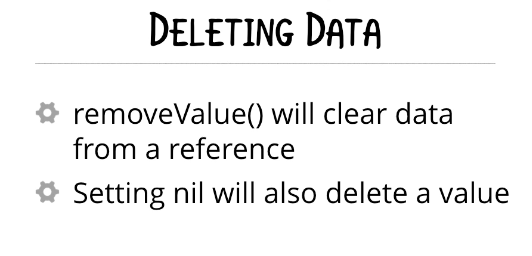 Deleting Data
removeValue() will clear data
from a reference
Setting nil will also delete a value